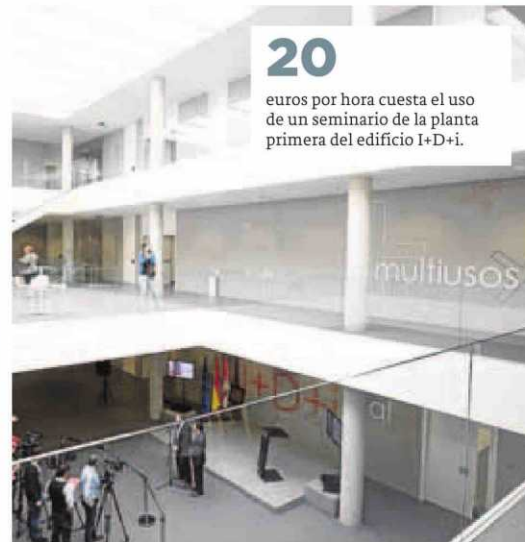 20
euros por hora cuesta el uso
de un seminario de la planta
primera del edificio I+D+i.
multiusos
I+D+i